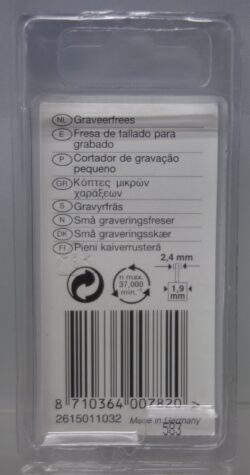 NL Graveerfrees
E Fresa de tallado para
grabado
P Cortador de gravação
pequeno
GR Κόπτες μικρών
χαράξεων
S Gravyrfräs
N Små graveringsfreser
DK Små graveringsskær
FI Pieni kaiverrusterä
2,4 mm
n max.
37,000
min.⁻¹
1,9
mm
8 710364 007820 >
2615011032 Made in Germany
583